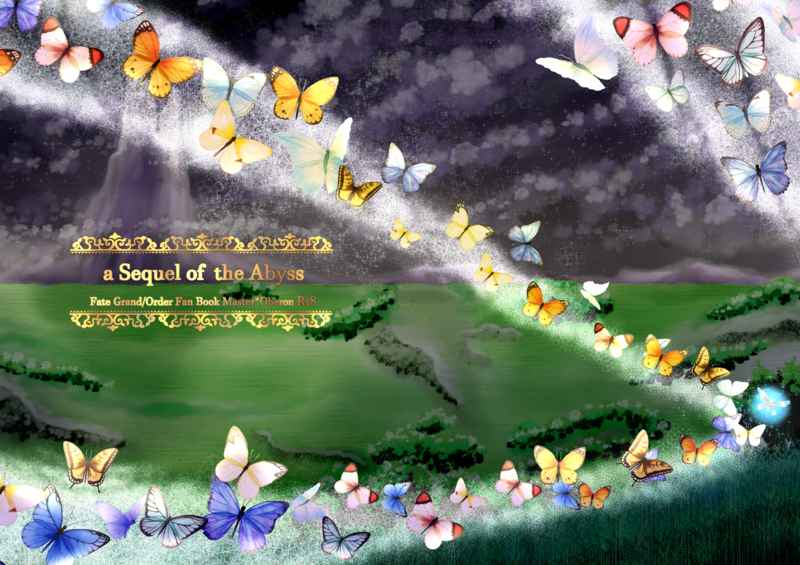 a Sequel of the Abyss
Fate Grand/Order Fan Book Master*Oberon R18